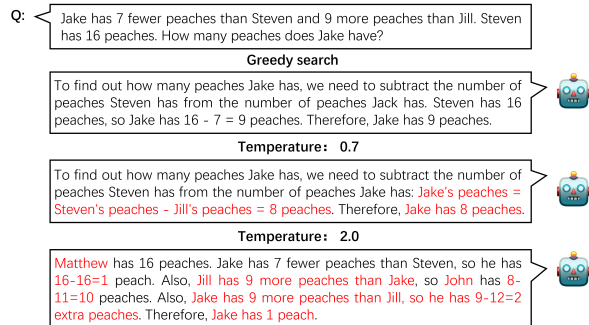 Q: Jake has 7 fewer peaches than Steven and 9 more peaches than Jill. Steven
has 16 peaches. How many peaches does Jake have?
Greedy search
To find out how many peaches Jake has, we need to subtract the number of
peaches Steven has from the number of peaches Jack has. Steven has 16
peaches, so Jake has 16 - 7 = 9 peaches. Therefore, Jake has 9 peaches.
Temperature： 0.7
To find out how many peaches Jake has, we need to subtract the number of
peaches Steven has from the number of peaches Jake has: Jake's peaches =
Steven's peaches - Jill's peaches = 8 peaches. Therefore, Jake has 8 peaches.
Temperature： 2.0
Matthew has 16 peaches. Jake has 7 fewer peaches than Steven, so he has
16-16=1 peach. Also, Jill has 9 more peaches than Jake, so John has 8-
11=10 peaches. Also, Jake has 9 more peaches than Jill, so he has 9-12=2
extra peaches. Therefore, Jake has 1 peach.